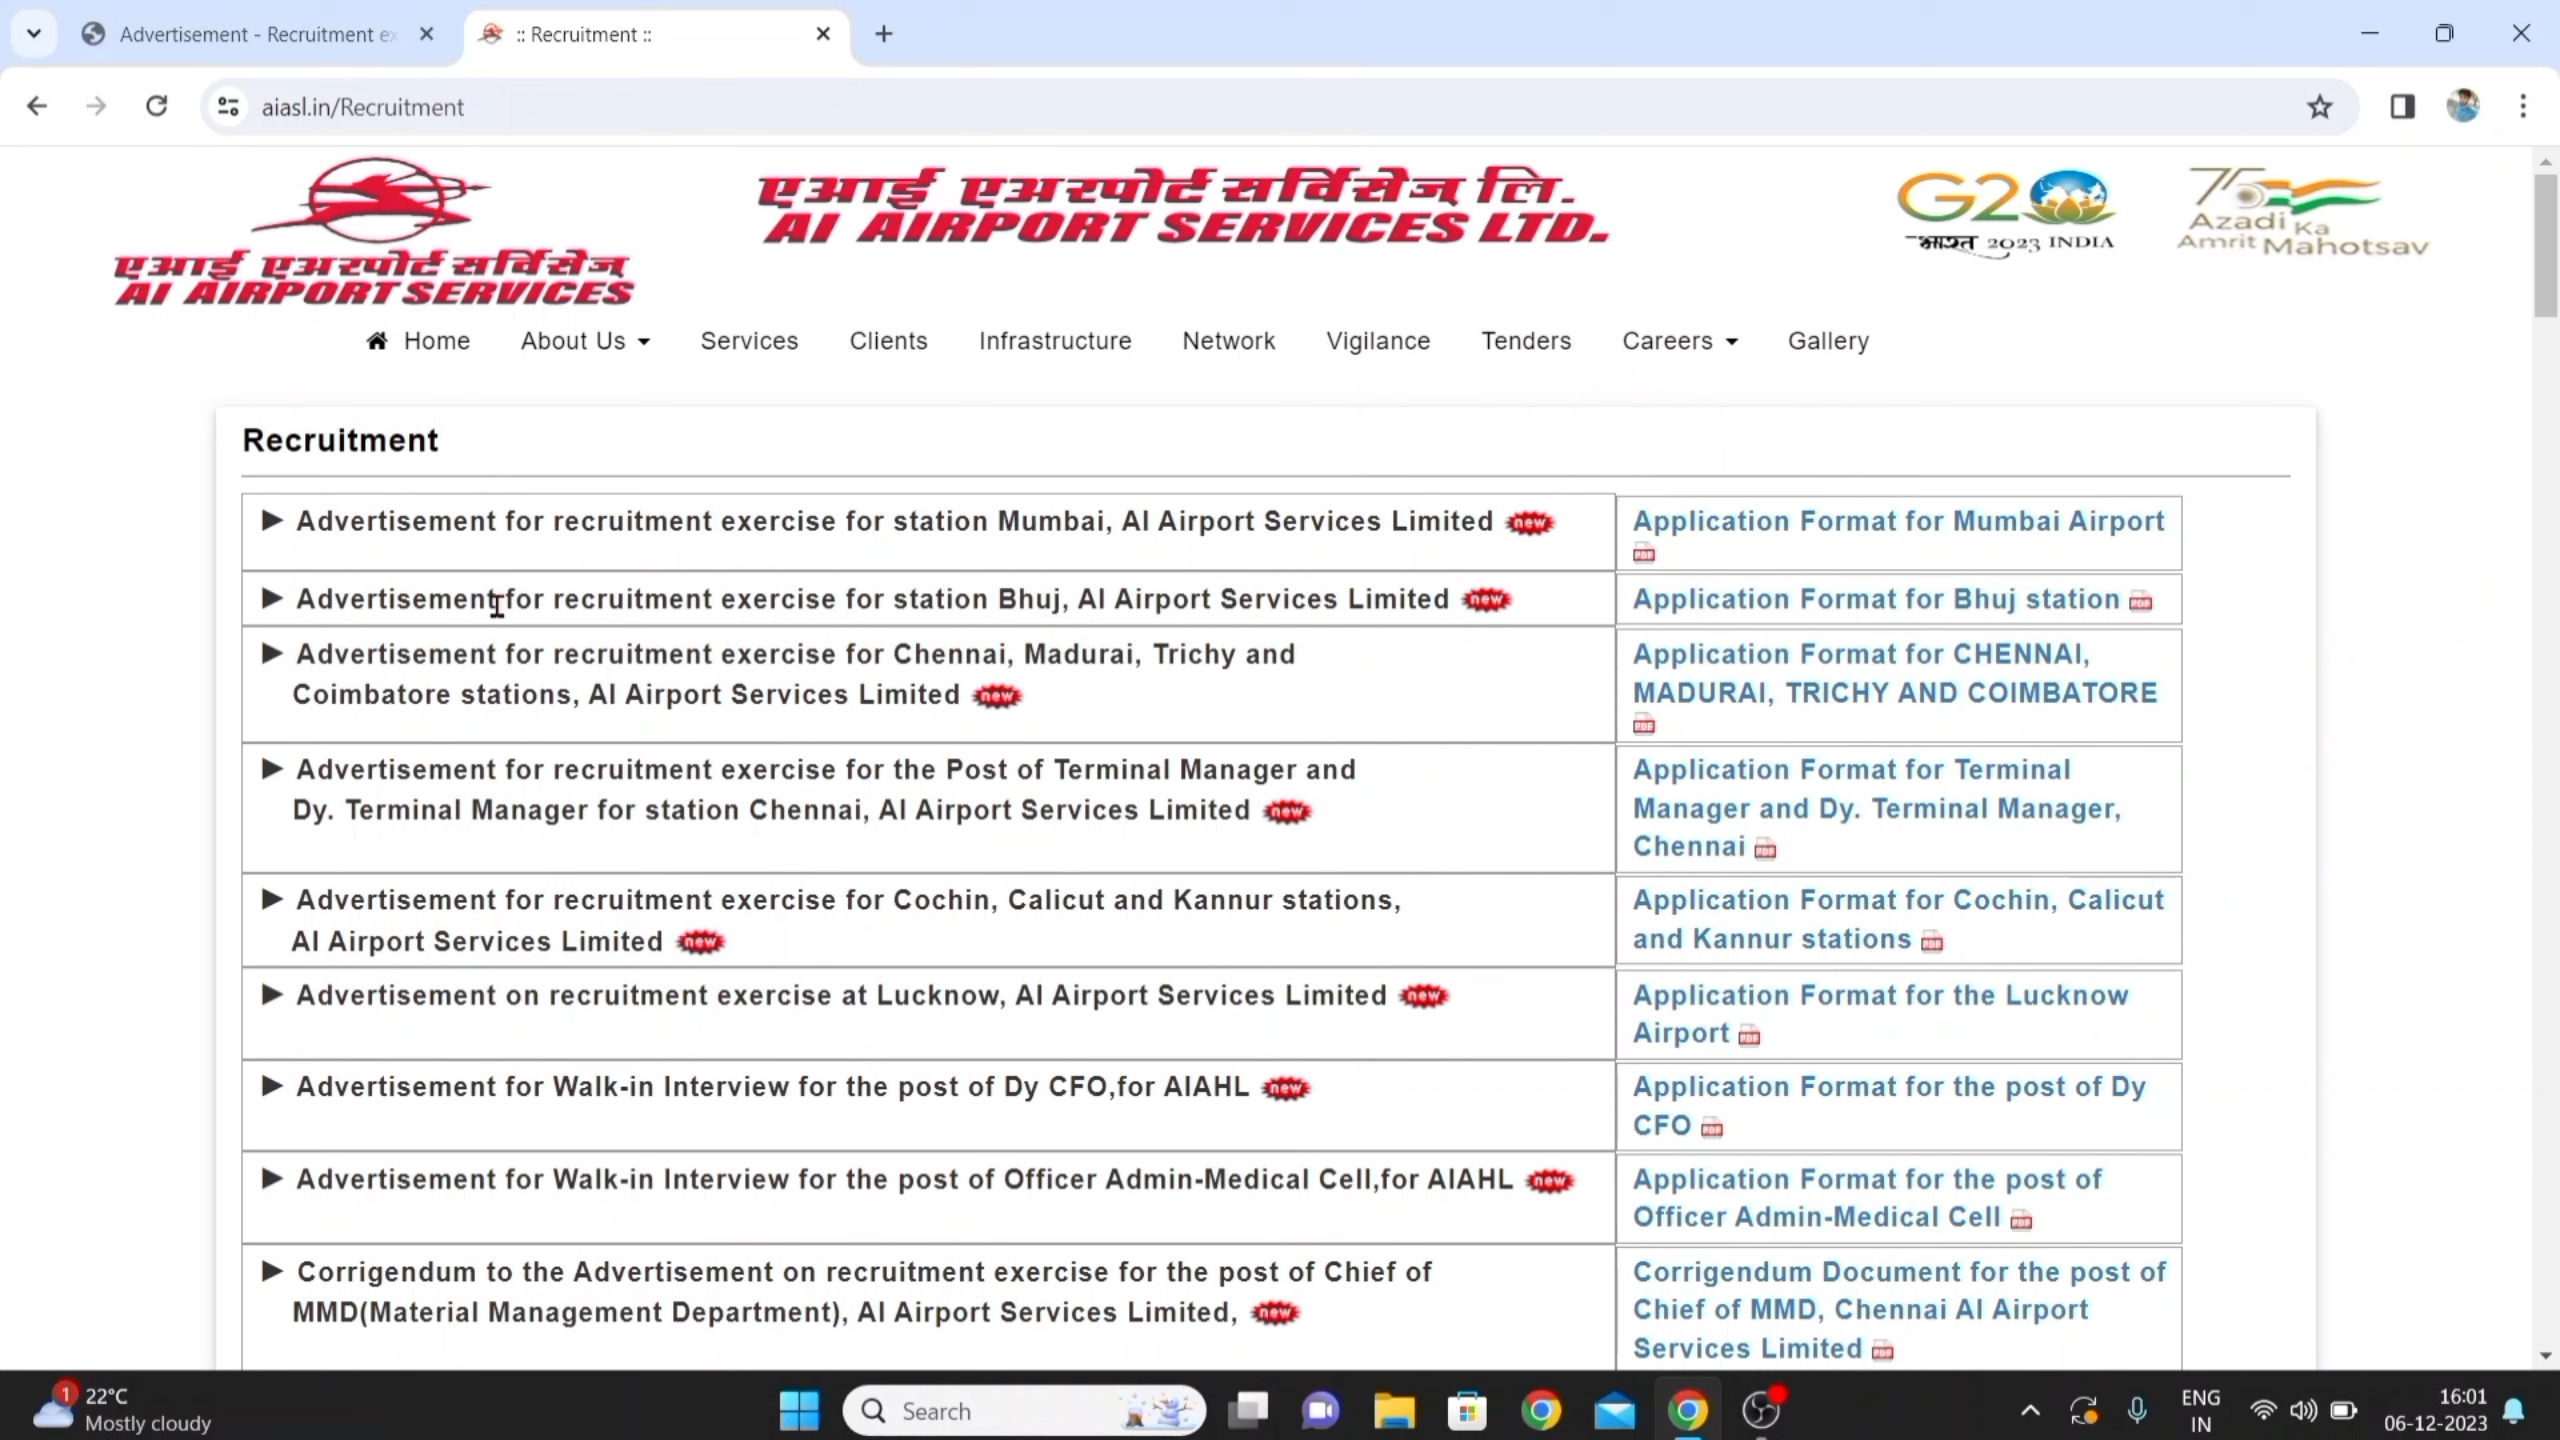 Advertisement - Recruitment ex
:: Recruitment ::
aiasl.in/Recruitment
एआई एअरपोर्ट सर्विसेज्
AI AIRPORT SERVICES
एआई एअरपोर्ट सर्विसेज् लि.
AI AIRPORT SERVICES LTD.
G20
भारत 2023 INDIA
75
Azadi Ka
Amrit Mahotsav
Home About Us Services Clients Infrastructure Network Vigilance Tenders Careers Gallery
Recruitment
Advertisement for recruitment exercise for station Mumbai, AI Airport Services Limited new
Application Format for Mumbai Airport
PDF
Advertisement for recruitment exercise for station Bhuj, AI Airport Services Limited new
Application Format for Bhuj station PDF
Advertisement for recruitment exercise for Chennai, Madurai, Trichy and
Coimbatore stations, AI Airport Services Limited new
Application Format for CHENNAI,
MADURAI, TRICHY AND COIMBATORE
PDF
Advertisement for recruitment exercise for the Post of Terminal Manager and
Dy. Terminal Manager for station Chennai, AI Airport Services Limited new
Application Format for Terminal
Manager and Dy. Terminal Manager,
Chennai PDF
Advertisement for recruitment exercise for Cochin, Calicut and Kannur stations,
AI Airport Services Limited new
Application Format for Cochin, Calicut
and Kannur stations PDF
Advertisement on recruitment exercise at Lucknow, AI Airport Services Limited new
Application Format for the Lucknow
Airport PDF
Advertisement for Walk-in Interview for the post of Dy CFO,for AIAHL new
Application Format for the post of Dy
CFO PDF
Advertisement for Walk-in Interview for the post of Officer Admin-Medical Cell,for AIAHL new
Application Format for the post of
Officer Admin-Medical Cell PDF
Corrigendum to the Advertisement on recruitment exercise for the post of Chief of
MMD(Material Management Department), AI Airport Services Limited, new
Corrigendum Document for the post of
Chief of MMD, Chennai AI Airport
Services Limited PDF
1
22°C
Mostly cloudy
Search
ENG
IN
16:01
06-12-2023